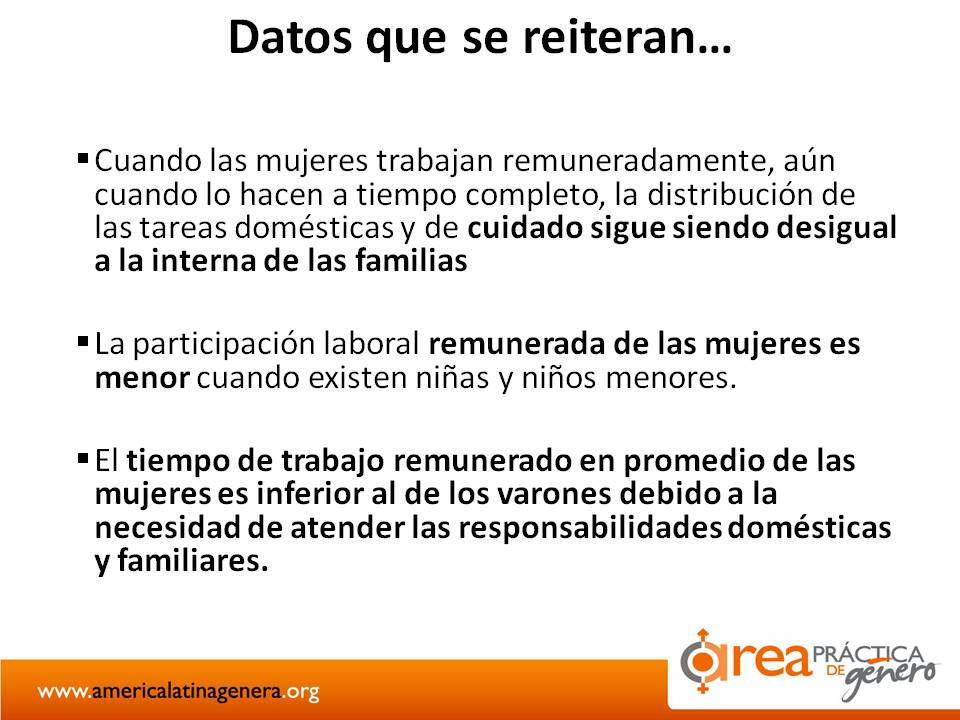 Datos que se reiteran...
▪Cuando las mujeres trabajan remuneradamente, aún
cuando lo hacen a tiempo completo, la distribución de
las tareas domésticas y de cuidado sigue siendo desigual
a la interna de las familias
▪La participación laboral remunerada de las mujeres es
menor cuando existen niñas y niños menores.
▪El tiempo de trabajo remunerado en promedio de las
mujeres es inferior al de los varones debido a la
necesidad de atender las responsabilidades domésticas
y familiares.
www.americalatinagenera.org
area PRÁCTICA
DE género